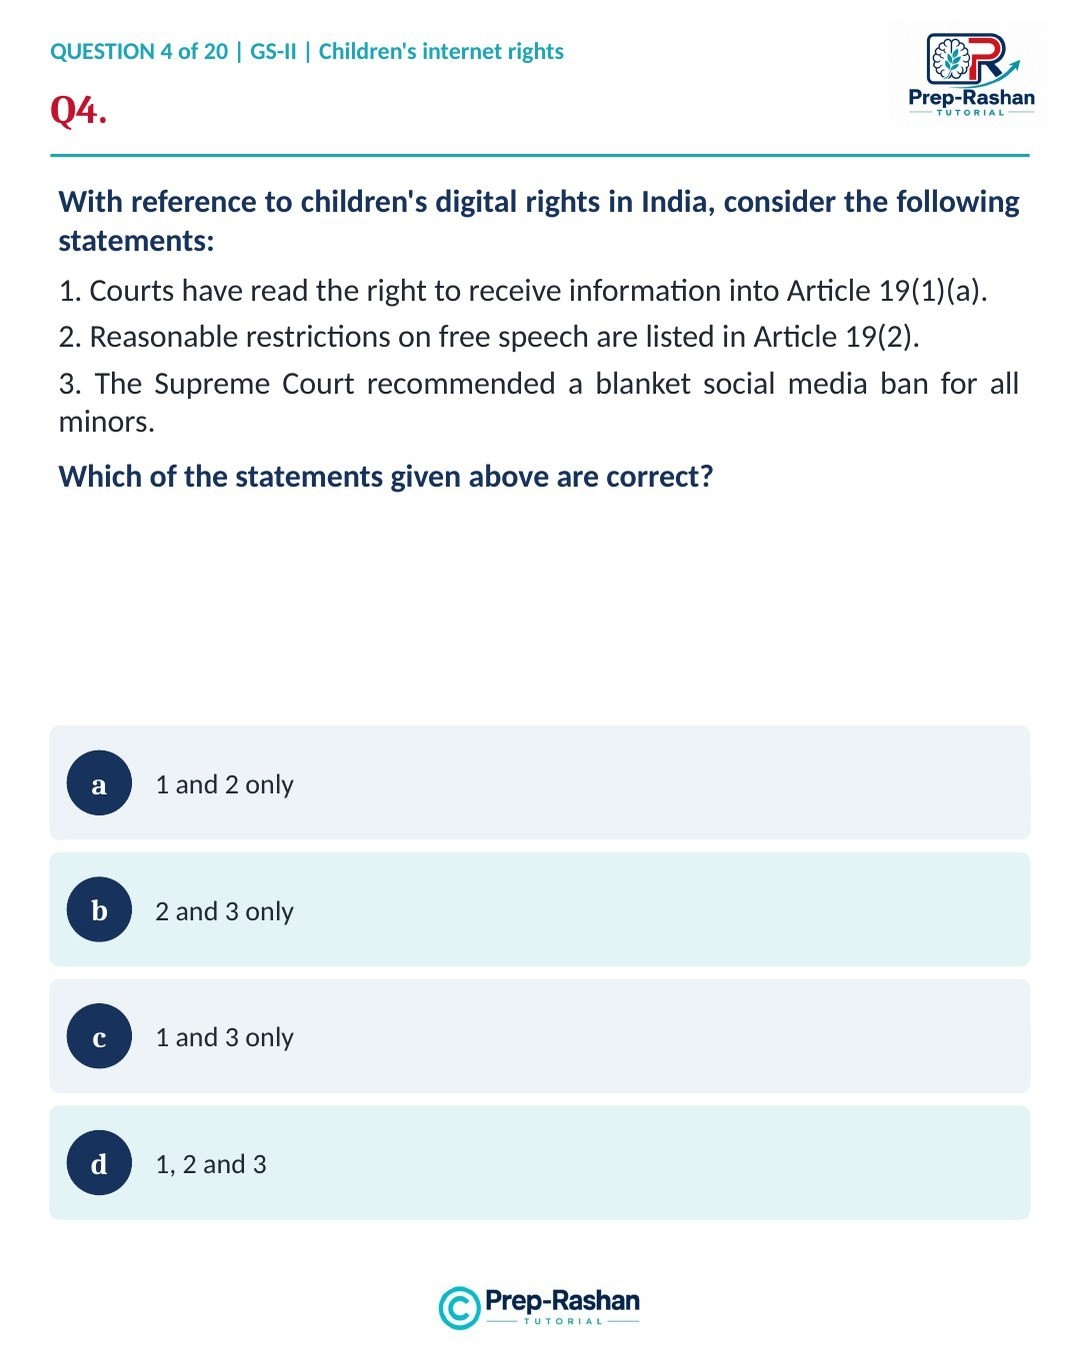 QUESTION 4 of 20 | GS-II | Children's internet rights
Prep-Rashan
TUTORIAL
Q4.
With reference to children's digital rights in India, consider the following
statements:
1. Courts have read the right to receive information into Article 19(1)(a).
2. Reasonable restrictions on free speech are listed in Article 19(2).
3. The Supreme Court recommended a blanket social media ban for all
minors.
Which of the statements given above are correct?
a 1 and 2 only
b 2 and 3 only
c 1 and 3 only
d 1, 2 and 3
© Prep-Rashan
TUTORIAL